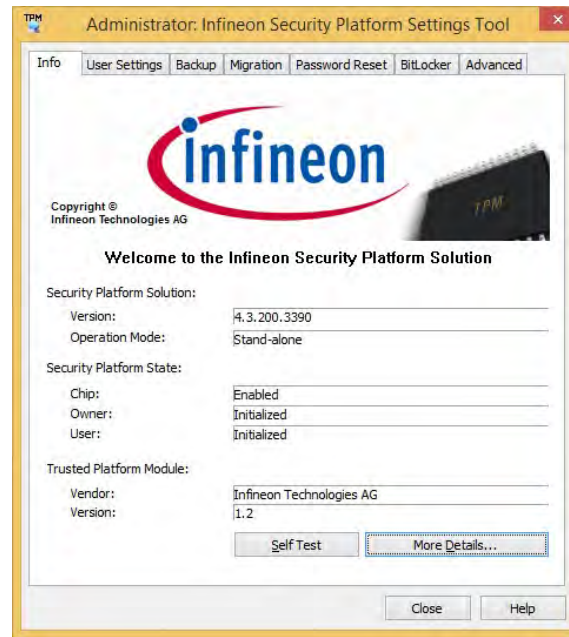 TPM
Administrator: Infineon Security Platform Settings Tool
Info User Settings Backup Migration Password Reset BitLocker Advanced
infineon
TPM
Copyright ©
Infineon Technologies AG
Welcome to the Infineon Security Platform Solution
Security Platform Solution:
Version: 4.3.200.3390
Operation Mode: Stand-alone
Security Platform State:
Chip: Enabled
Owner: Initialized
User: Initialized
Trusted Platform Module:
Vendor: Infineon Technologies AG
Version: 1.2
Self Test More Details...
Close Help